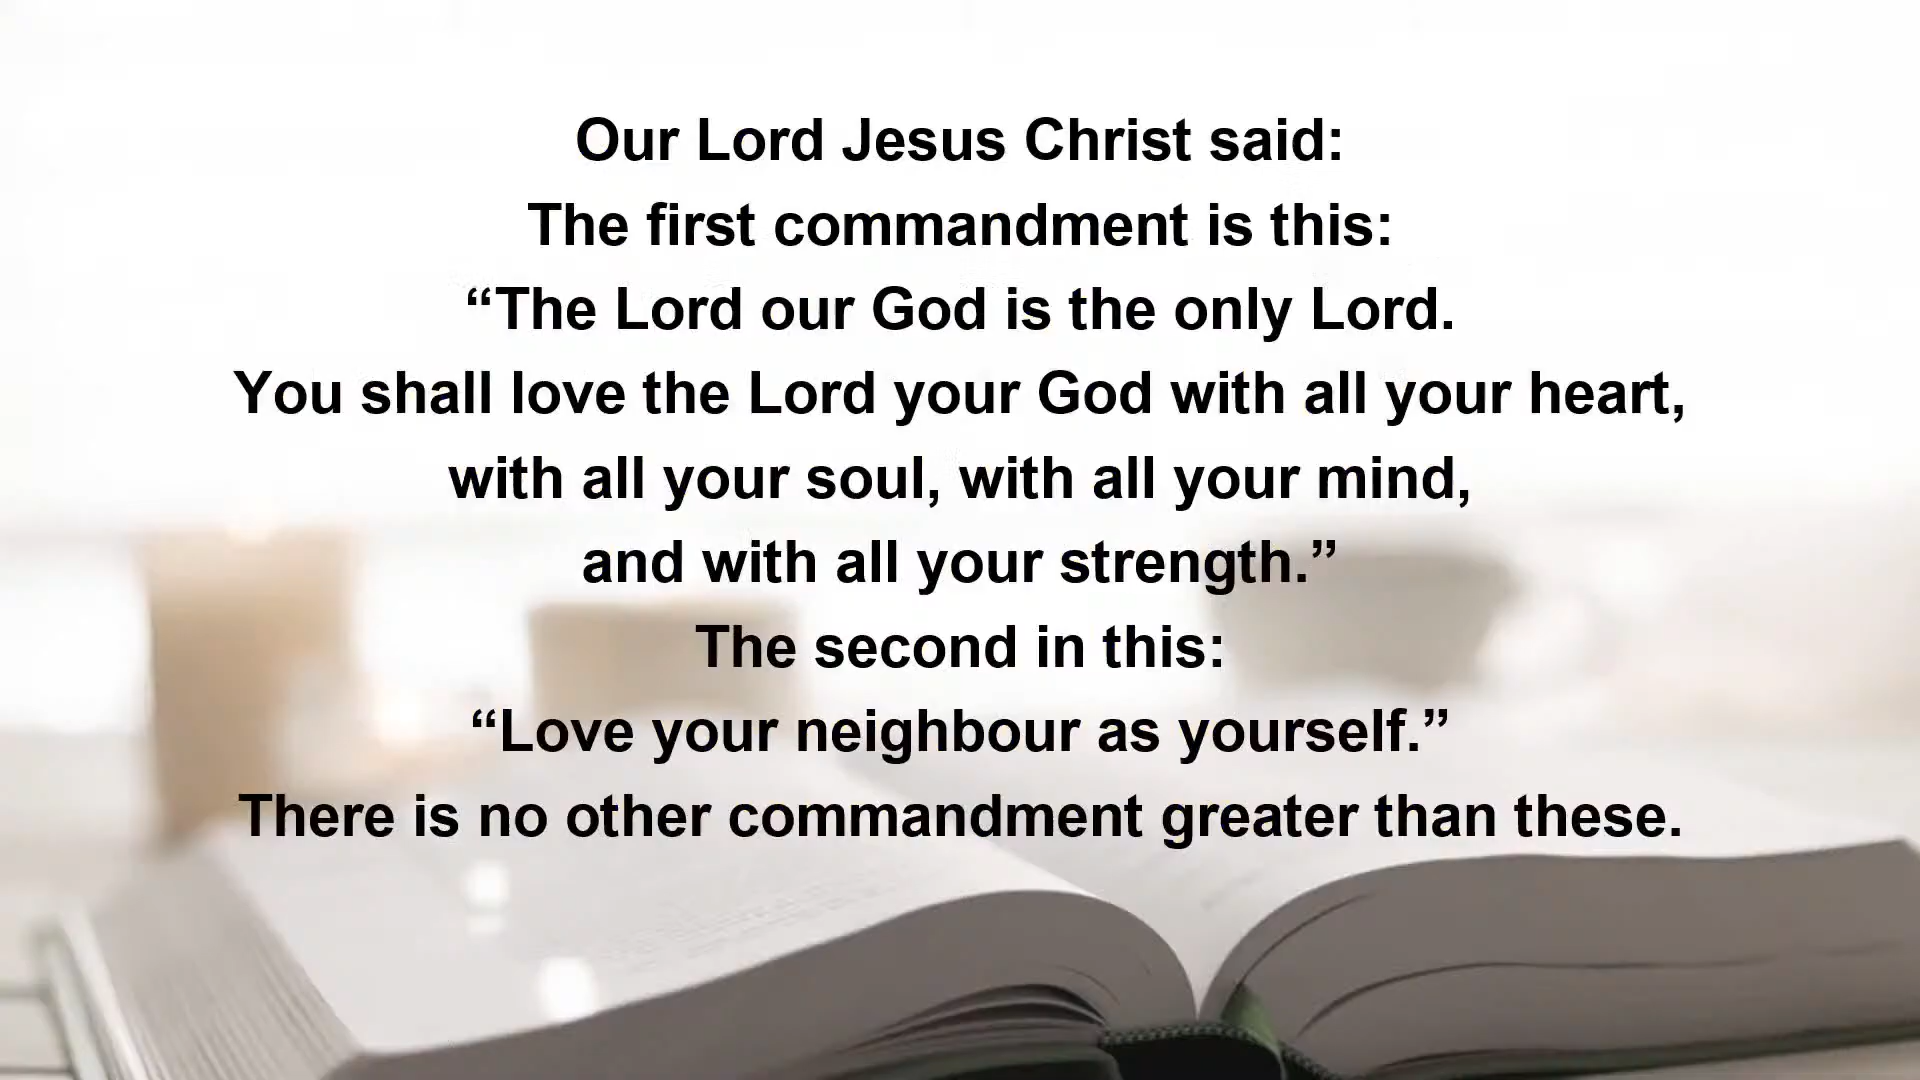 Our Lord Jesus Christ said:
The first commandment is this:
“The Lord our God is the only Lord.
You shall love the Lord your God with all your heart,
with all your soul, with all your mind,
and with all your strength.”
The second in this:
“Love your neighbour as yourself.”
There is no other commandment greater than these.